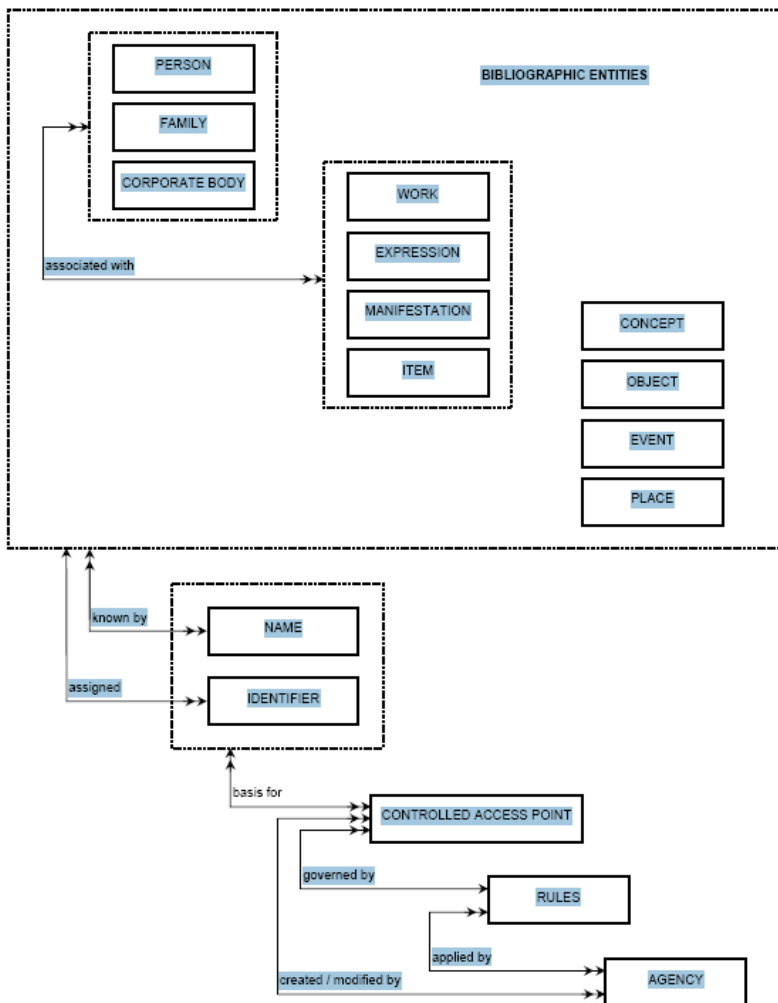 PERSON
BIBLIOGRAPHIC ENTITIES
FAMILY
CORPORATE BODY
WORK
EXPRESSION
associated with
MANIFESTATION
CONCEPT
ITEM
OBJECT
EVENT
PLACE
known by
NAME
assigned
IDENTIFIER
basis for
CONTROLLED ACCESS POINT
governed by
RULES
applied by
created / modified by
AGENCY